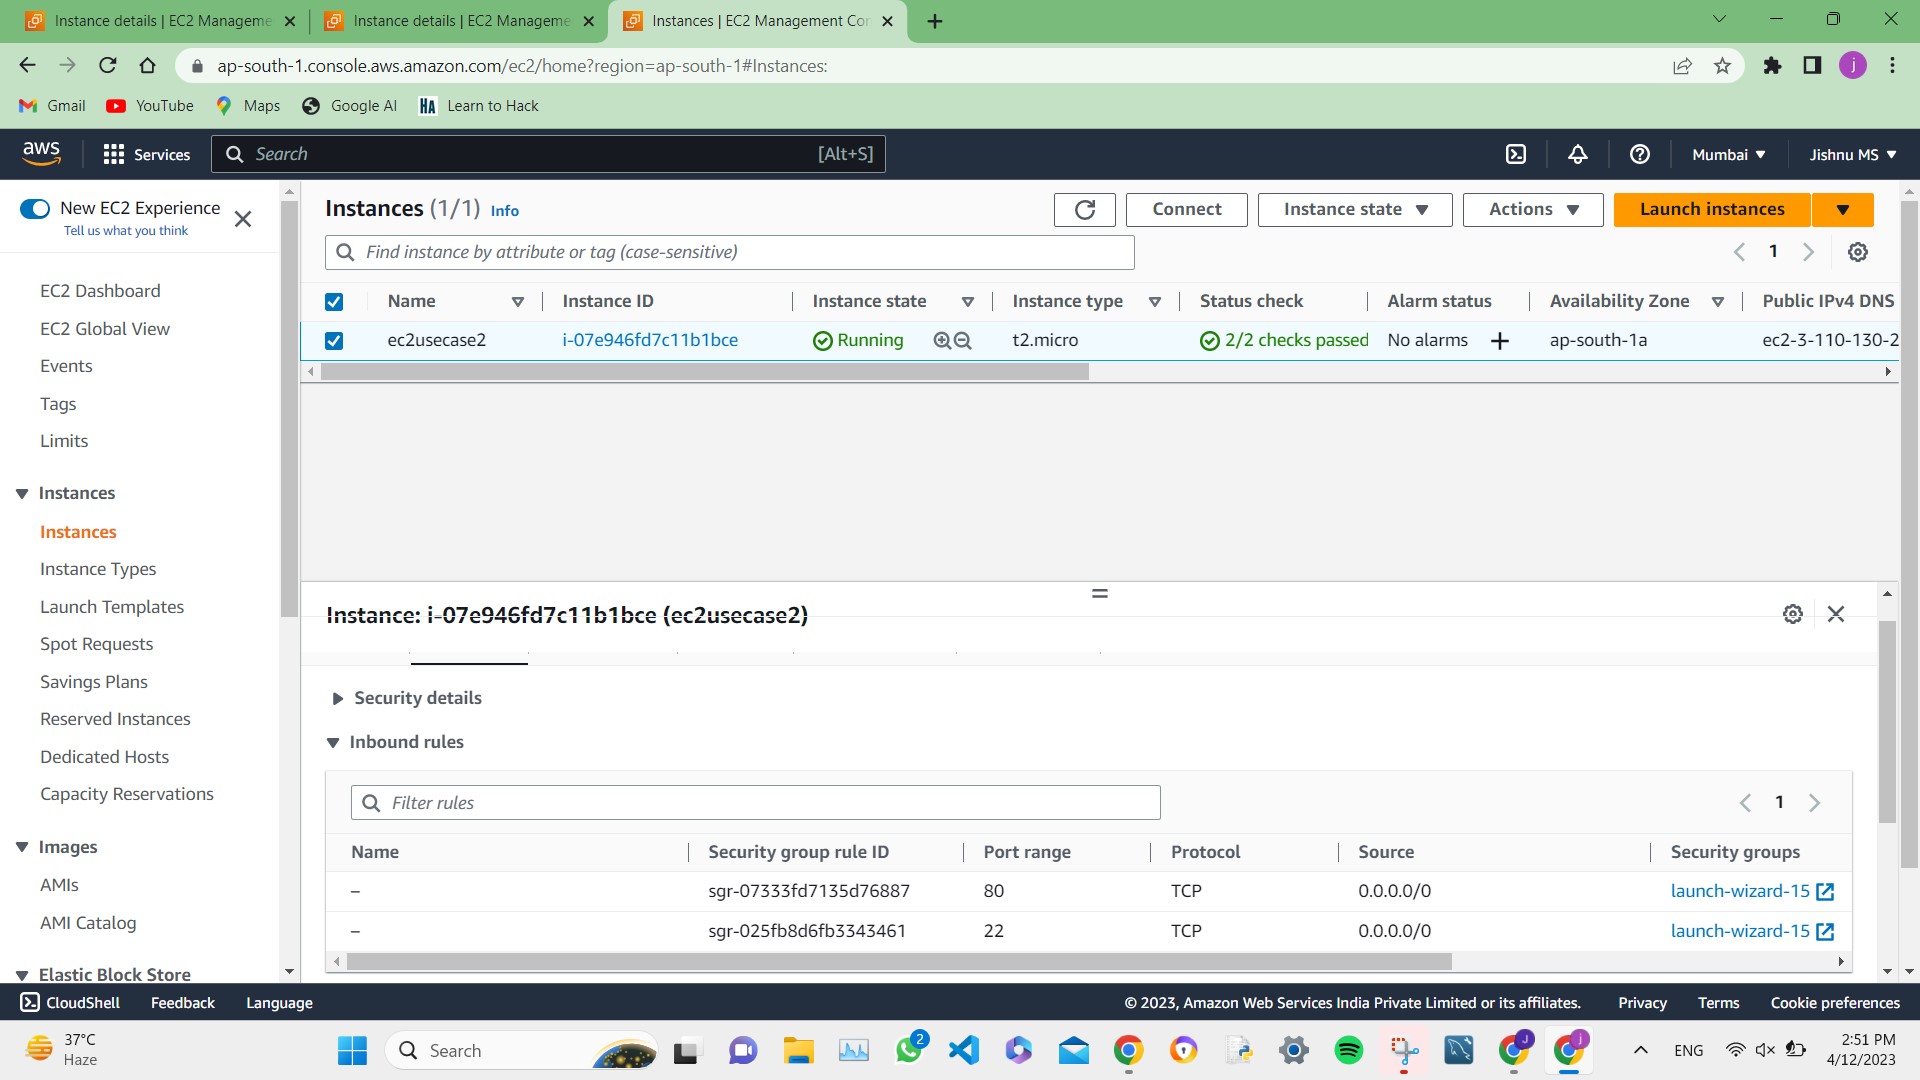 Instance details | EC2 Manageme
Instance details | EC2 Manageme
Instances | EC2 Management Con
ap-south-1.console.aws.amazon.com/ec2/home?region=ap-south-1#Instances:
j
Gmail
YouTube
Maps
Google AI
HA Learn to Hack
aws
Services
Search
[Alt+S]
Mumbai
Jishnu MS
New EC2 Experience
Tell us what you think
EC2 Dashboard
EC2 Global View
Events
Tags
Limits
Instances
Instances
Instance Types
Launch Templates
Spot Requests
Savings Plans
Reserved Instances
Dedicated Hosts
Capacity Reservations
Images
AMIs
AMI Catalog
Elastic Block Store
Instances (1/1) Info
Connect
Instance state
Actions
Launch instances
Find instance by attribute or tag (case-sensitive)
1
Name Instance ID Instance state Instance type Status check Alarm status Availability Zone Public IPv4 DNS
ec2usecase2 i-07e946fd7c11b1bce Running t2.micro 2/2 checks passed No alarms + ap-south-1a ec2-3-110-130-2
Instance: i-07e946fd7c11b1bce (ec2usecase2)
Security details
Inbound rules
Filter rules
1
Name Security group rule ID Port range Protocol Source Security groups
– sgr-07333fd7135d76887 80 TCP 0.0.0.0/0 launch-wizard-15
– sgr-025fb8d6fb3343461 22 TCP 0.0.0.0/0 launch-wizard-15
CloudShell Feedback Language
© 2023, Amazon Web Services India Private Limited or its affiliates. Privacy Terms Cookie preferences
37°C
Haze
Search
2
J
j
ENG
2:51 PM
4/12/2023